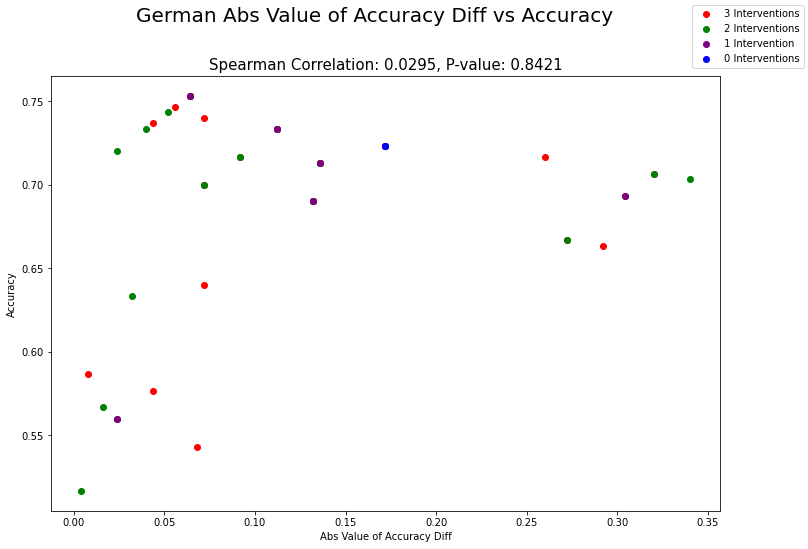 German Abs Value of Accuracy Diff vs Accuracy
3 Interventions
2 Interventions
1 Intervention
0 Interventions
Spearman Correlation: 0.0295, P-value: 0.8421
0.75
0.70
0.65
0.60
0.55
Accuracy
0.00 0.05 0.10 0.15 0.20 0.25 0.30 0.35
Abs Value of Accuracy Diff